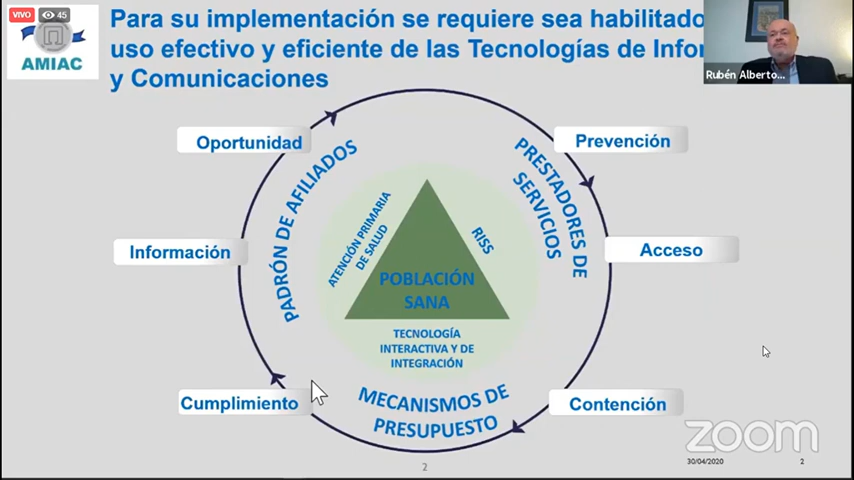 VIVO 45
AMIAC
Para su implementación se requiere sea habilitado
uso efectivo y eficiente de las Tecnologías de
y Comunicaciones
Rubén Alberto...
Oportunidad
Prevención
PADRÓN DE AFILIADOS
PRESTADORES DE
SERVICIOS
ATENCIÓN PRIMARIA
DE SALUD
RISS
Información
Acceso
POBLACIÓN
SANA
TECNOLOGÍA
INTERACTIVA Y DE
INTEGRACIÓN
Cumplimiento
Contención
MECANISMOS DE
PRESUPUESTO
zoom
30/04/2020
2
2